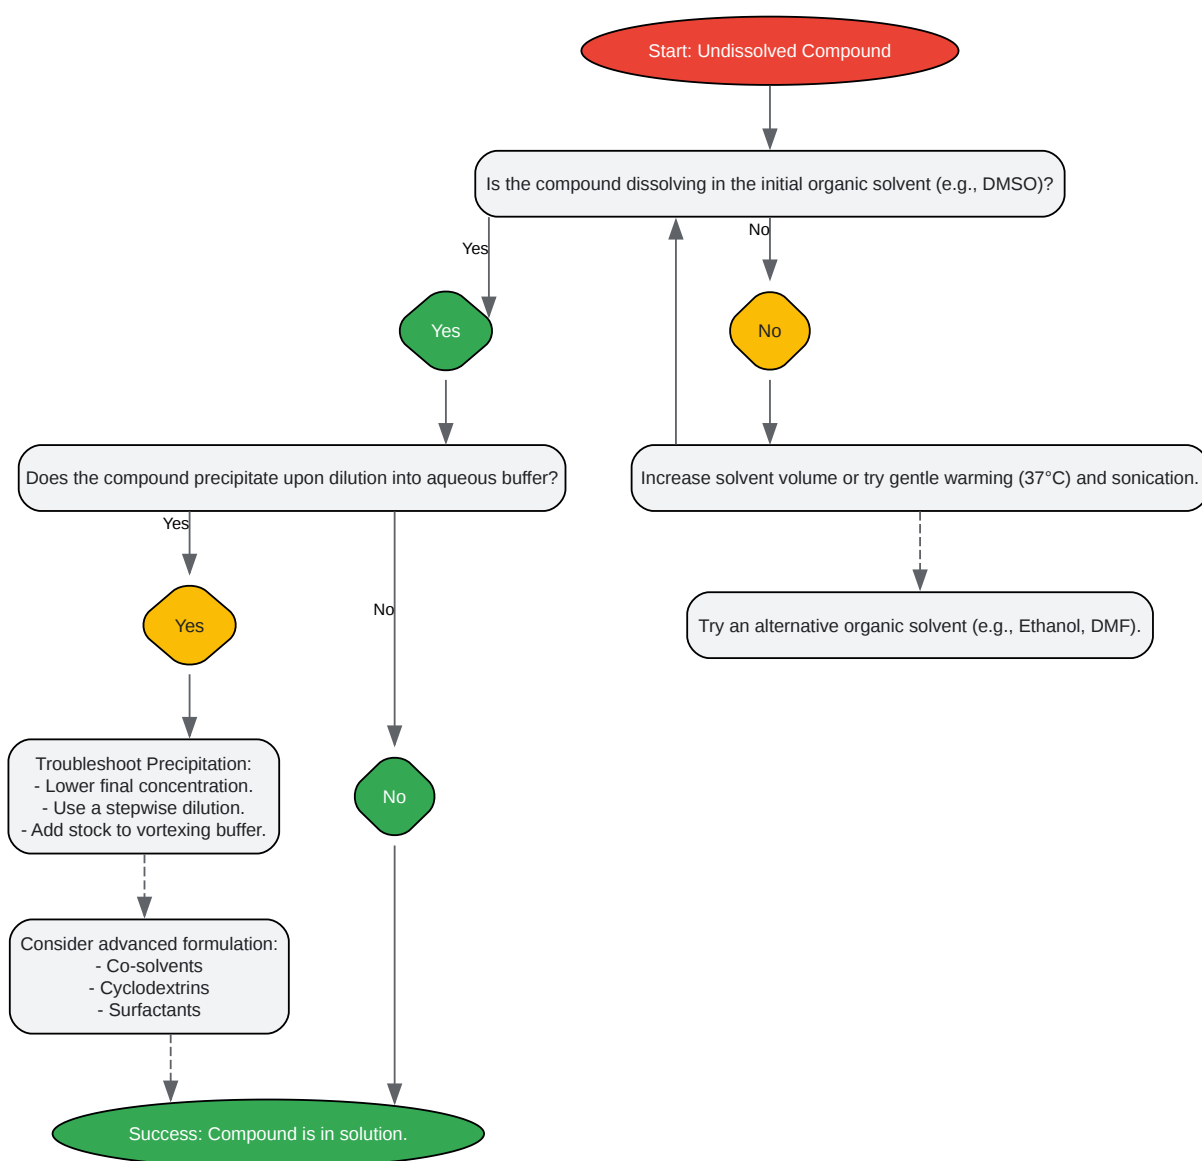 Start: Undissolved Compound
Is the compound dissolving in the initial organic solvent (e.g., DMSO)?
Yes
No
Yes
No
Does the compound precipitate upon dilution into aqueous buffer?
Increase solvent volume or try gentle warming (37°C) and sonication.
Yes
No
Yes
Try an alternative organic solvent (e.g., Ethanol, DMF).
Troubleshoot Precipitation:
- Lower final concentration.
- Use a stepwise dilution.
- Add stock to vortexing buffer.
No
Consider advanced formulation:
- Co-solvents
- Cyclodextrins
- Surfactants
Success: Compound is in solution.